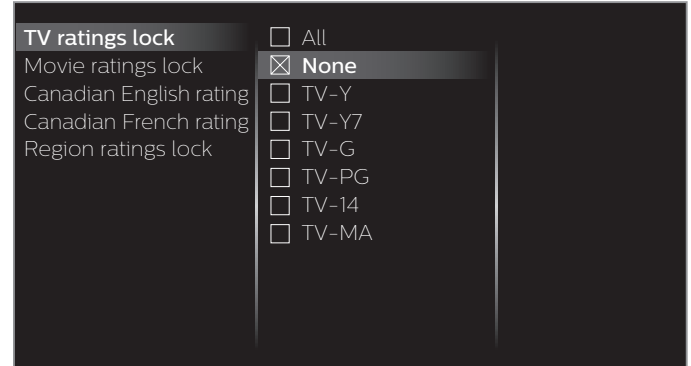 TV ratings lock
Movie ratings lock
Canadian English rating
Canadian French rating
Region ratings lock
All
None
TV-Y
TV-Y7
TV-G
TV-PG
TV-14
TV-MA